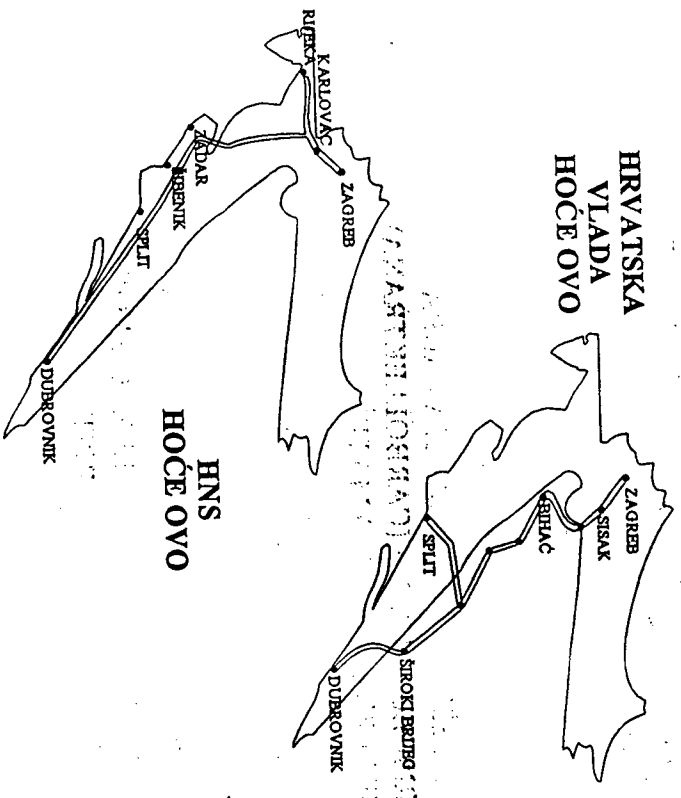 HRVATSKA
VLADA
HOĆE OVO
ZAGREB
SISAK
BIHAĆ
SPLIT
ŠIROKI BRIJEG
DUBROVNIK
RIJEKA
KARLOVAC
ZAGREB
ZADAR
ŠIBENIK
SPLIT
DUBROVNIK
HNS
HOĆE OVO